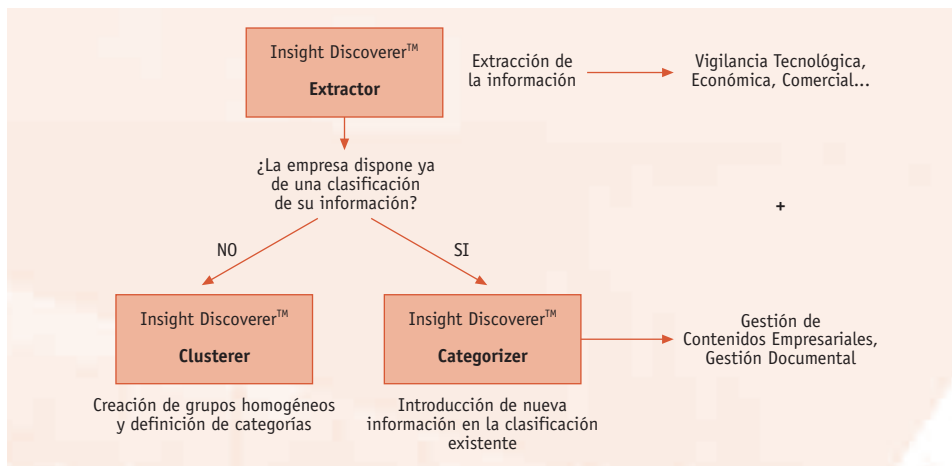 Insight Discoverer™
Extractor
Extracción de
la información
Vigilancia Tecnológica,
Económica, Comercial...
¿La empresa dispone ya
de una clasificación
de su información?
+
NO
SI
Insight Discoverer™
Clusterer
Insight Discoverer™
Categorizer
Gestión de
Contenidos Empresariales,
Gestión Documental
Creación de grupos homogéneos
y definición de categorías
Introducción de nueva
información en la clasificación
existente